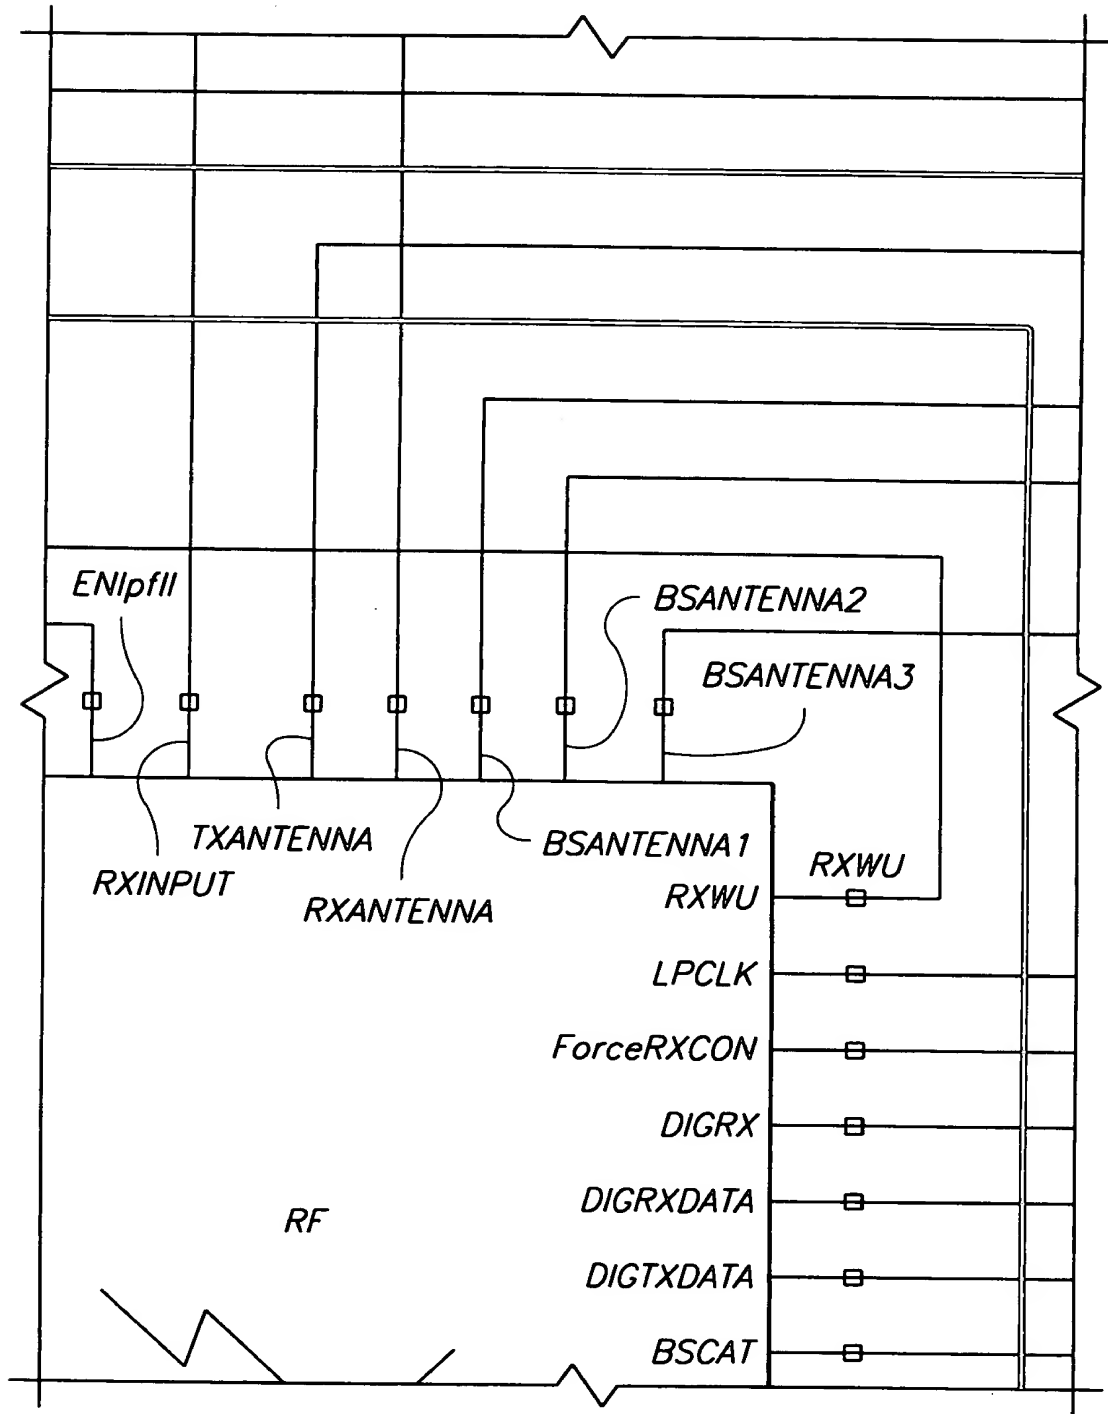 ENIpfII
BSANTENNA2
BSANTENNA3
TXANTENNA
BSANTENNA1
RXINPUT
RXANTENNA
RXWU
RXWU
LPCLK
ForceRXCON
DIGRX
DIGRXDATA
RF
DIGTXDATA
BSCAT